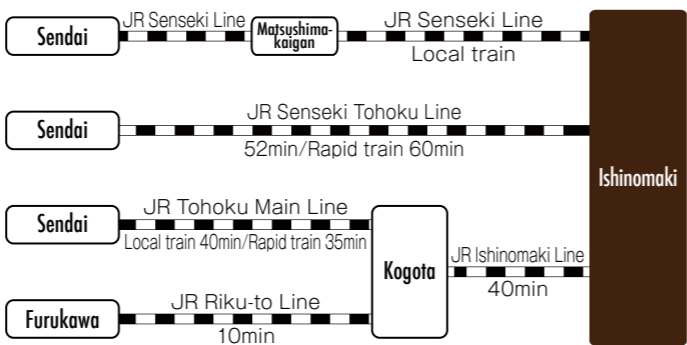 Sendai
JR Senseki Line
Matsushima-
kaigan
JR Senseki Line
Local train
Sendai
JR Senseki Tohoku Line
52min/Rapid train 60min
Ishinomaki
Sendai
JR Tohoku Main Line
Local train 40min/Rapid train 35min
Kogota
JR Ishinomaki Line
40min
Furukawa
JR Riku-to Line
10min